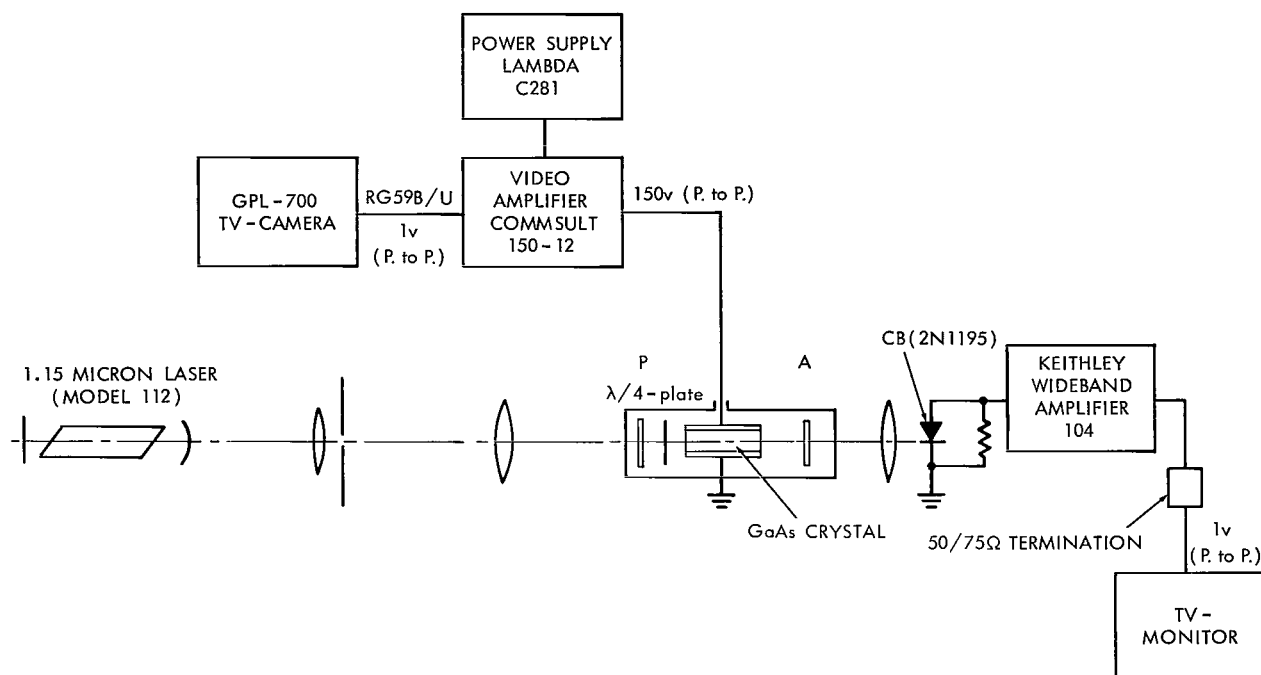 POWER SUPPLY
LAMBDA
C281
GPL-700
TV-CAMERA
RG59B/U
1v
(P. to P.)
VIDEO
AMPLIFIER
COMMSULT
150-12
150v (P. to P.)
1.15 MICRON LASER
(MODEL 112)
P
λ/4-plate
A
GaAs CRYSTAL
CB(2N1195)
KEITHLEY
WIDEBAND
AMPLIFIER
104
50/75Ω TERMINATION
1v
(P. to P.)
TV-
MONITOR